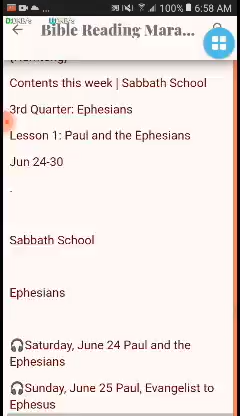 100% 6:58 AM
Bible Reading Mara...
Contents this week | Sabbath School
3rd Quarter: Ephesians
Lesson 1: Paul and the Ephesians
Jun 24-30
.
Sabbath School
Ephesians
🎧Saturday, June 24 Paul and the
Ephesians
🎧Sunday, June 25 Paul, Evangelist to
Ephesus